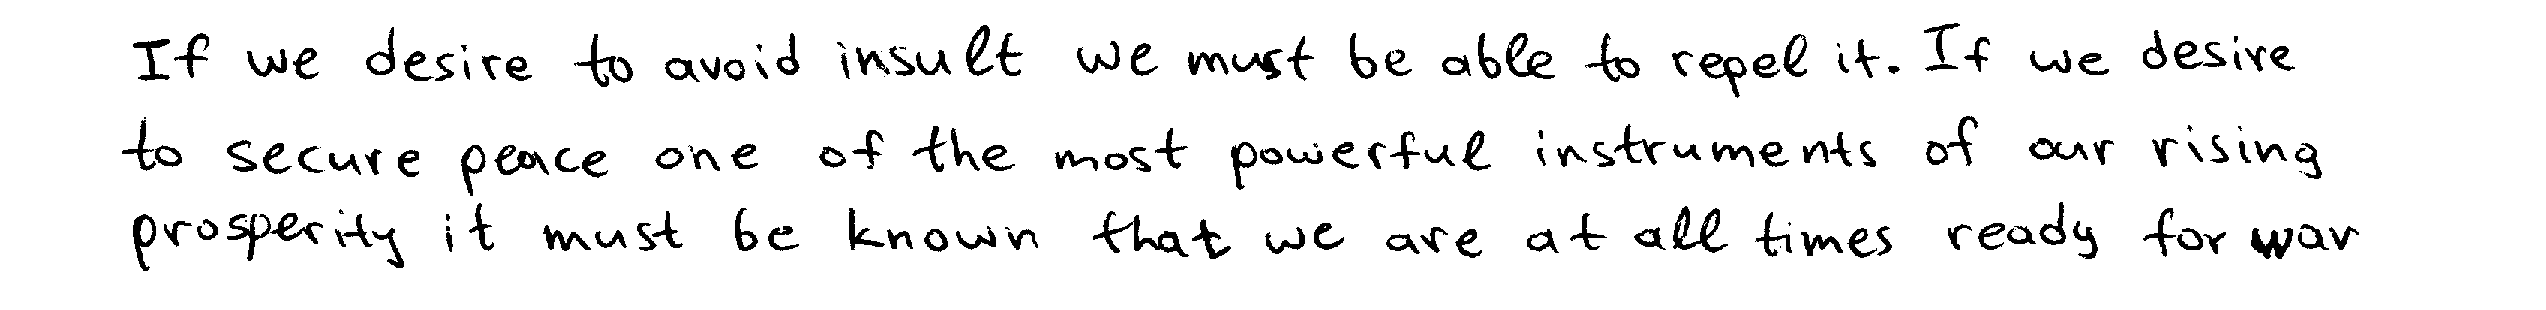 If we desire to avoid insult we must be able to repel it. If we desire
to secure peace one of the most powerful instruments of our rising
prosperity it must be known that we are at all times ready for war